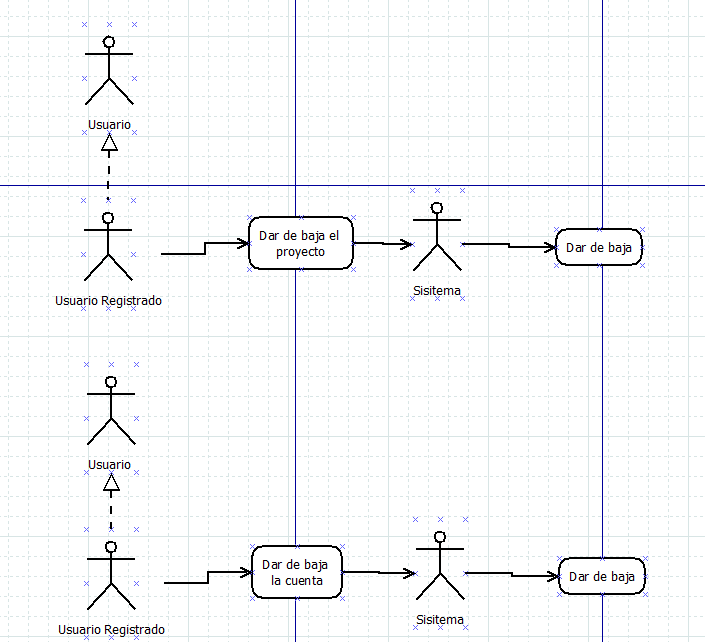 Usuario
Dar de baja el
proyecto
Dar de baja
Sisitema
Usuario Registrado
Usuario
Dar de baja
la cuenta
Dar de baja
Sisitema
Usuario Registrado